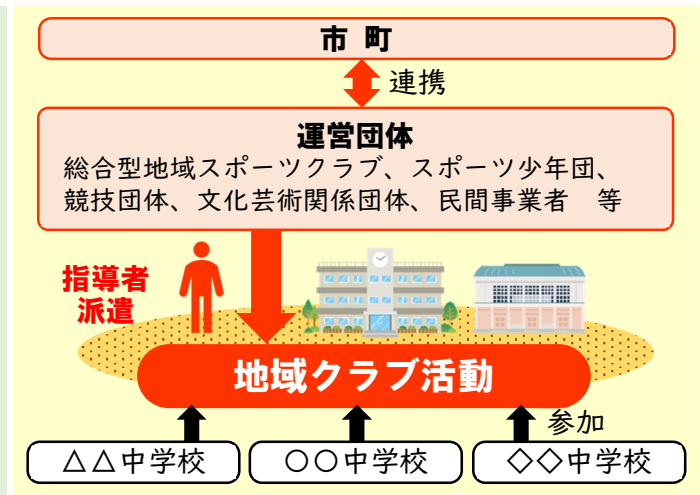 市 町
連携
運営団体
総合型地域スポーツクラブ、スポーツ少年団、
競技団体、文化芸術関係団体、民間事業者　等
指導者
派遣
地域クラブ活動
参加
△△中学校
○○中学校
◇◇中学校